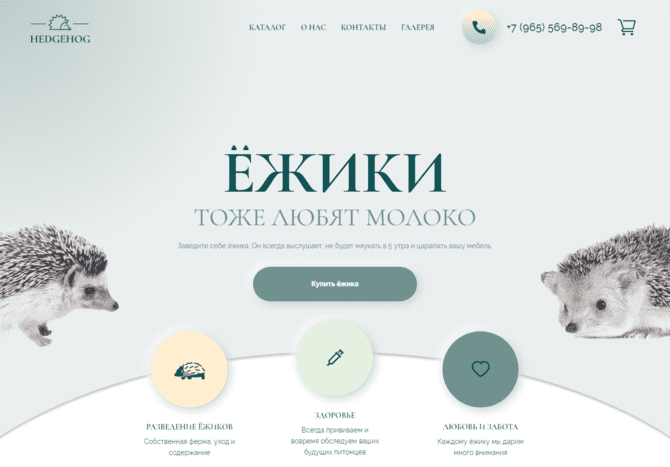 HEDGEHOG
КАТАЛОГ О НАС КОНТАКТЫ ГАЛЕРЕЯ
+7 (965) 569-89-98
ЁЖИКИ
ТОЖЕ ЛЮБЯТ МОЛОКО
Заведите себе ёжика. Он всегда выслушает, не будет мяукать в 5 утра и царапать вашу мебель.
Купить ёжика
РАЗВЕДЕНИЕ ЁЖИКОВ
Собственная ферма, уход и
содержание
ЗДОРОВЬЕ
Всегда прививаем и
вовремя обследуем ваших
будущих питомцев
ЛЮБОВЬ И ЗАБОТА
Каждому ёжику мы дарим
много внимания